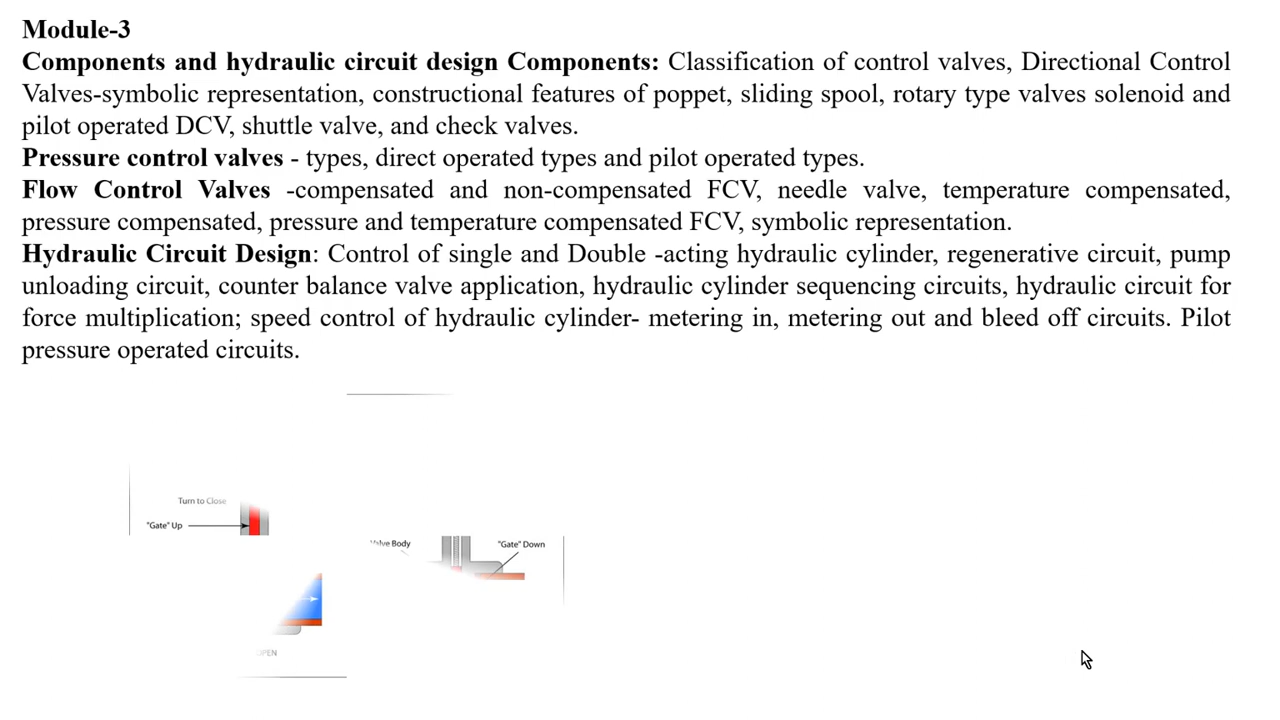 Module-3
Components and hydraulic circuit design Components: Classification of control valves, Directional Control
Valves-symbolic representation, constructional features of poppet, sliding spool, rotary type valves solenoid and
pilot operated DCV, shuttle valve, and check valves.
Pressure control valves - types, direct operated types and pilot operated types.
Flow Control Valves -compensated and non-compensated FCV, needle valve, temperature compensated,
pressure compensated, pressure and temperature compensated FCV, symbolic representation.
Hydraulic Circuit Design: Control of single and Double -acting hydraulic cylinder, regenerative circuit, pump
unloading circuit, counter balance valve application, hydraulic cylinder sequencing circuits, hydraulic circuit for
force multiplication; speed control of hydraulic cylinder- metering in, metering out and bleed off circuits. Pilot
pressure operated circuits.
Turn to Close
"Gate" Up
Body
"Gate" Down